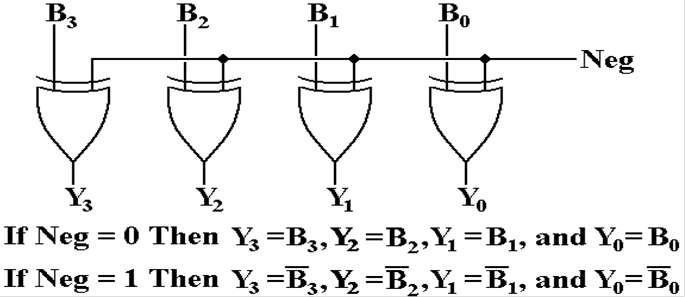 B₃ B₂ B₁ B₀
Neg
Y₃ Y₂ Y₁ Y₀
If Neg = 0 Then Y₃ =B₃, Y₂ =B₂, Y₁ =B₁, and Y₀= B₀
If Neg = 1 Then Y₃ =B̅₃, Y₂ =B̅₂, Y₁ =B̅₁, and Y₀= B̅₀